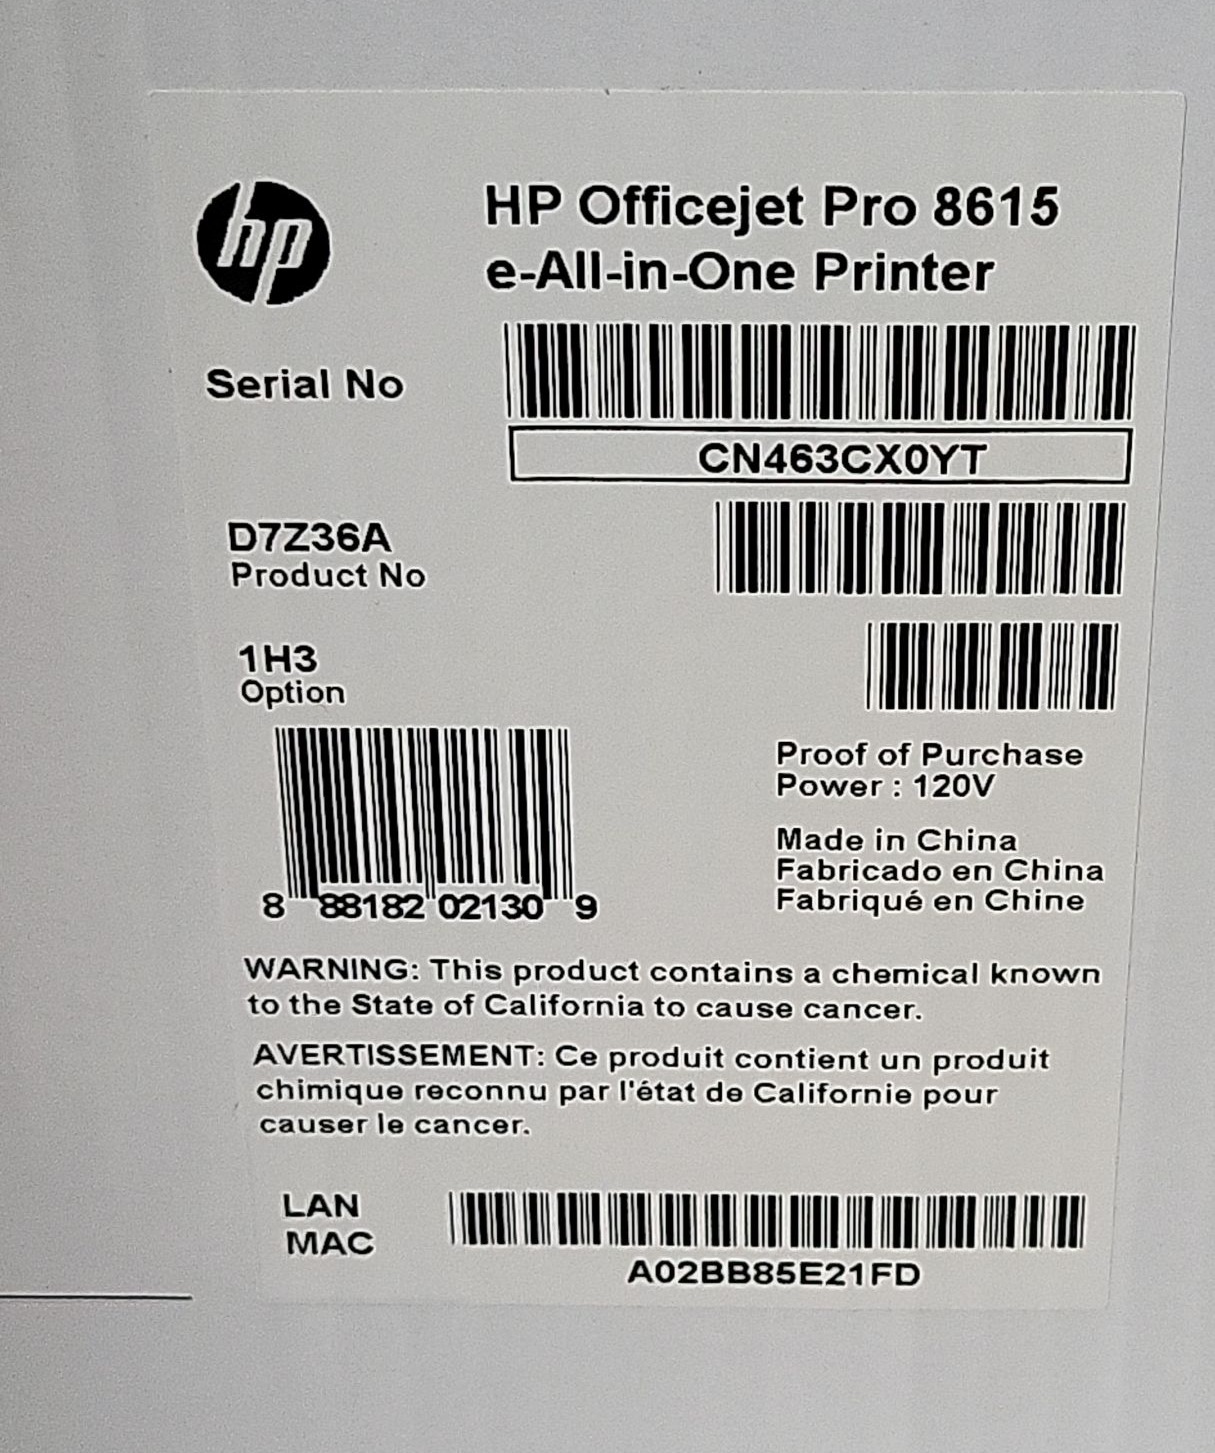 hp
HP Officejet Pro 8615
e-All-in-One Printer
Serial No
CN463CX0YT
D7Z36A
Product No
1H3
Option
8 88182 02130 9
Proof of Purchase
Power : 120V
Made in China
Fabricado en China
Fabriqué en Chine
WARNING: This product contains a chemical known
to the State of California to cause cancer.
AVERTISSEMENT: Ce produit contient un produit
chimique reconnu par l'état de Californie pour
causer le cancer.
LAN
MAC
A02BB85E21FD